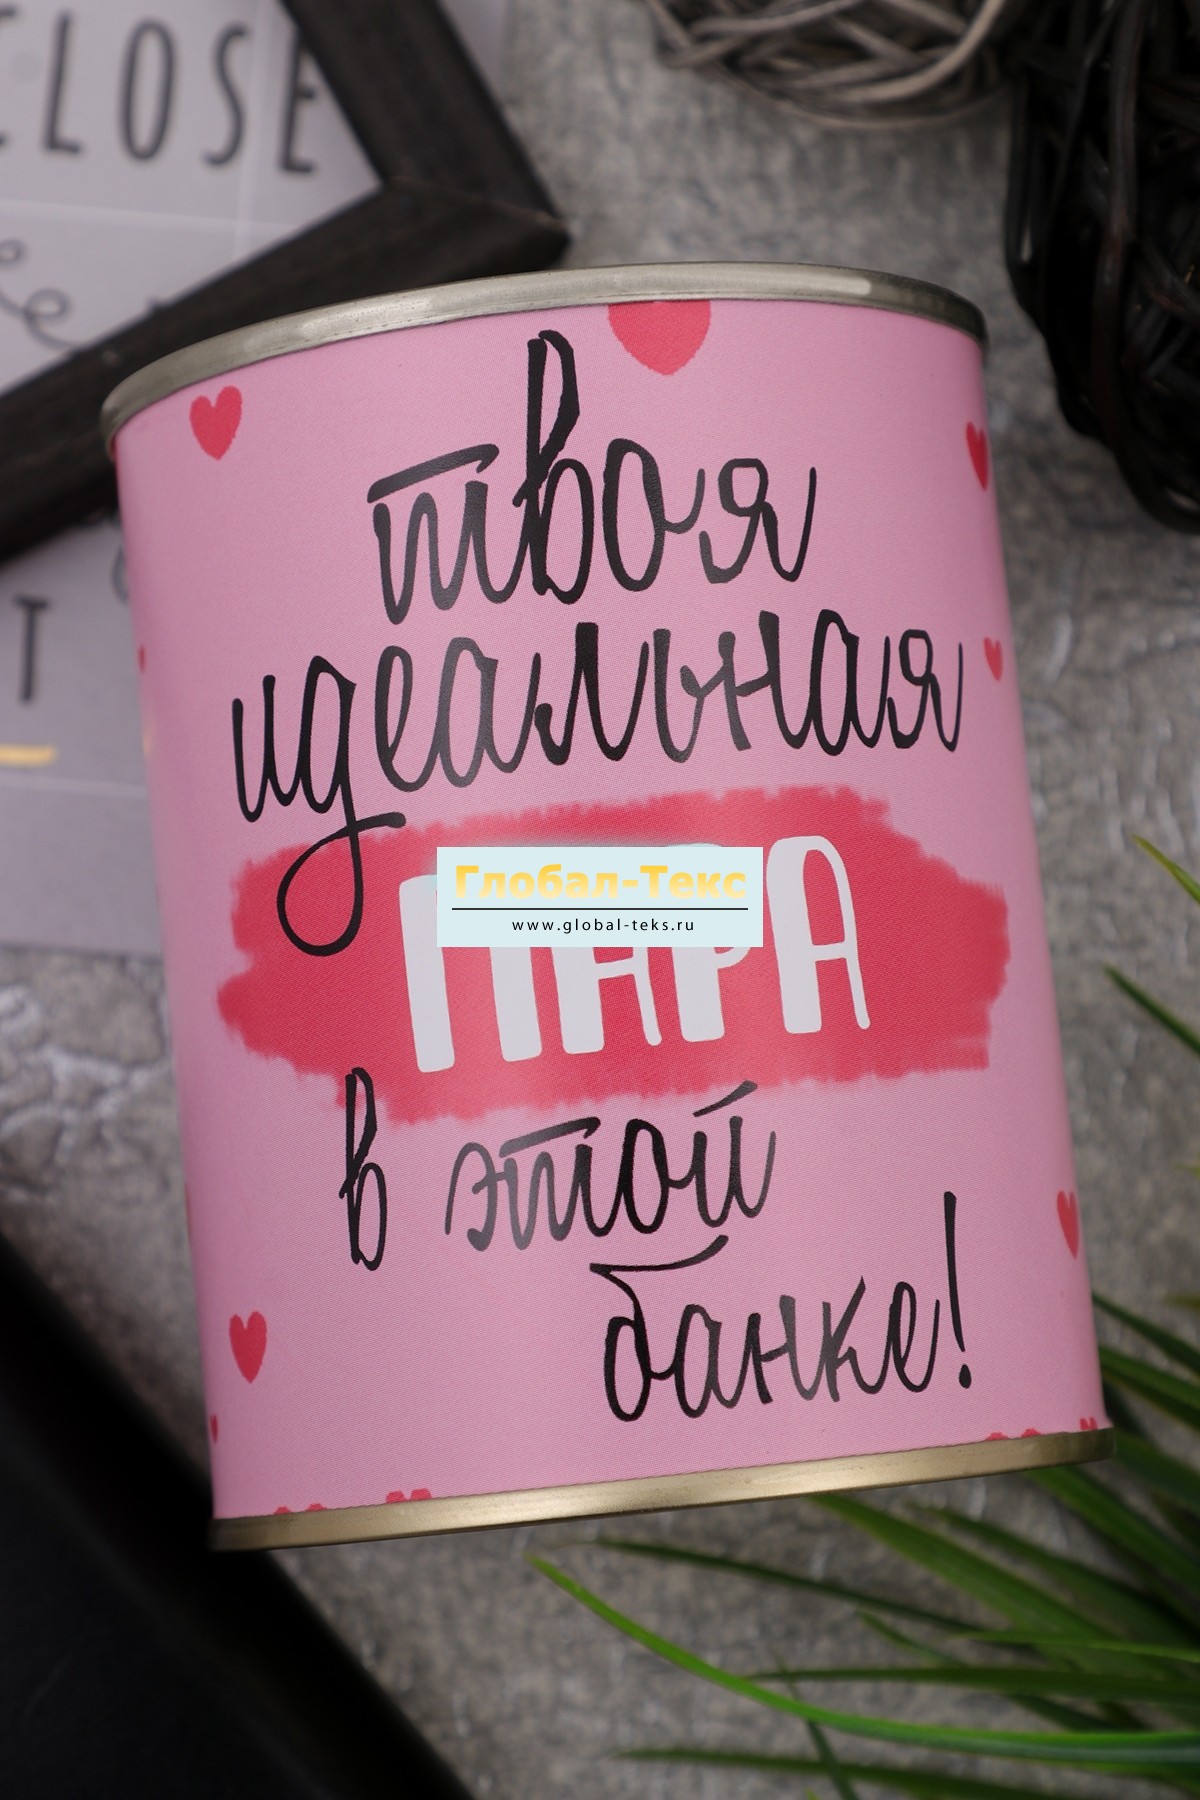 CLOSE
T
твоя
идеальная
ПАРА
Глобал-Текс
www.global-teks.ru
в этой
банке!